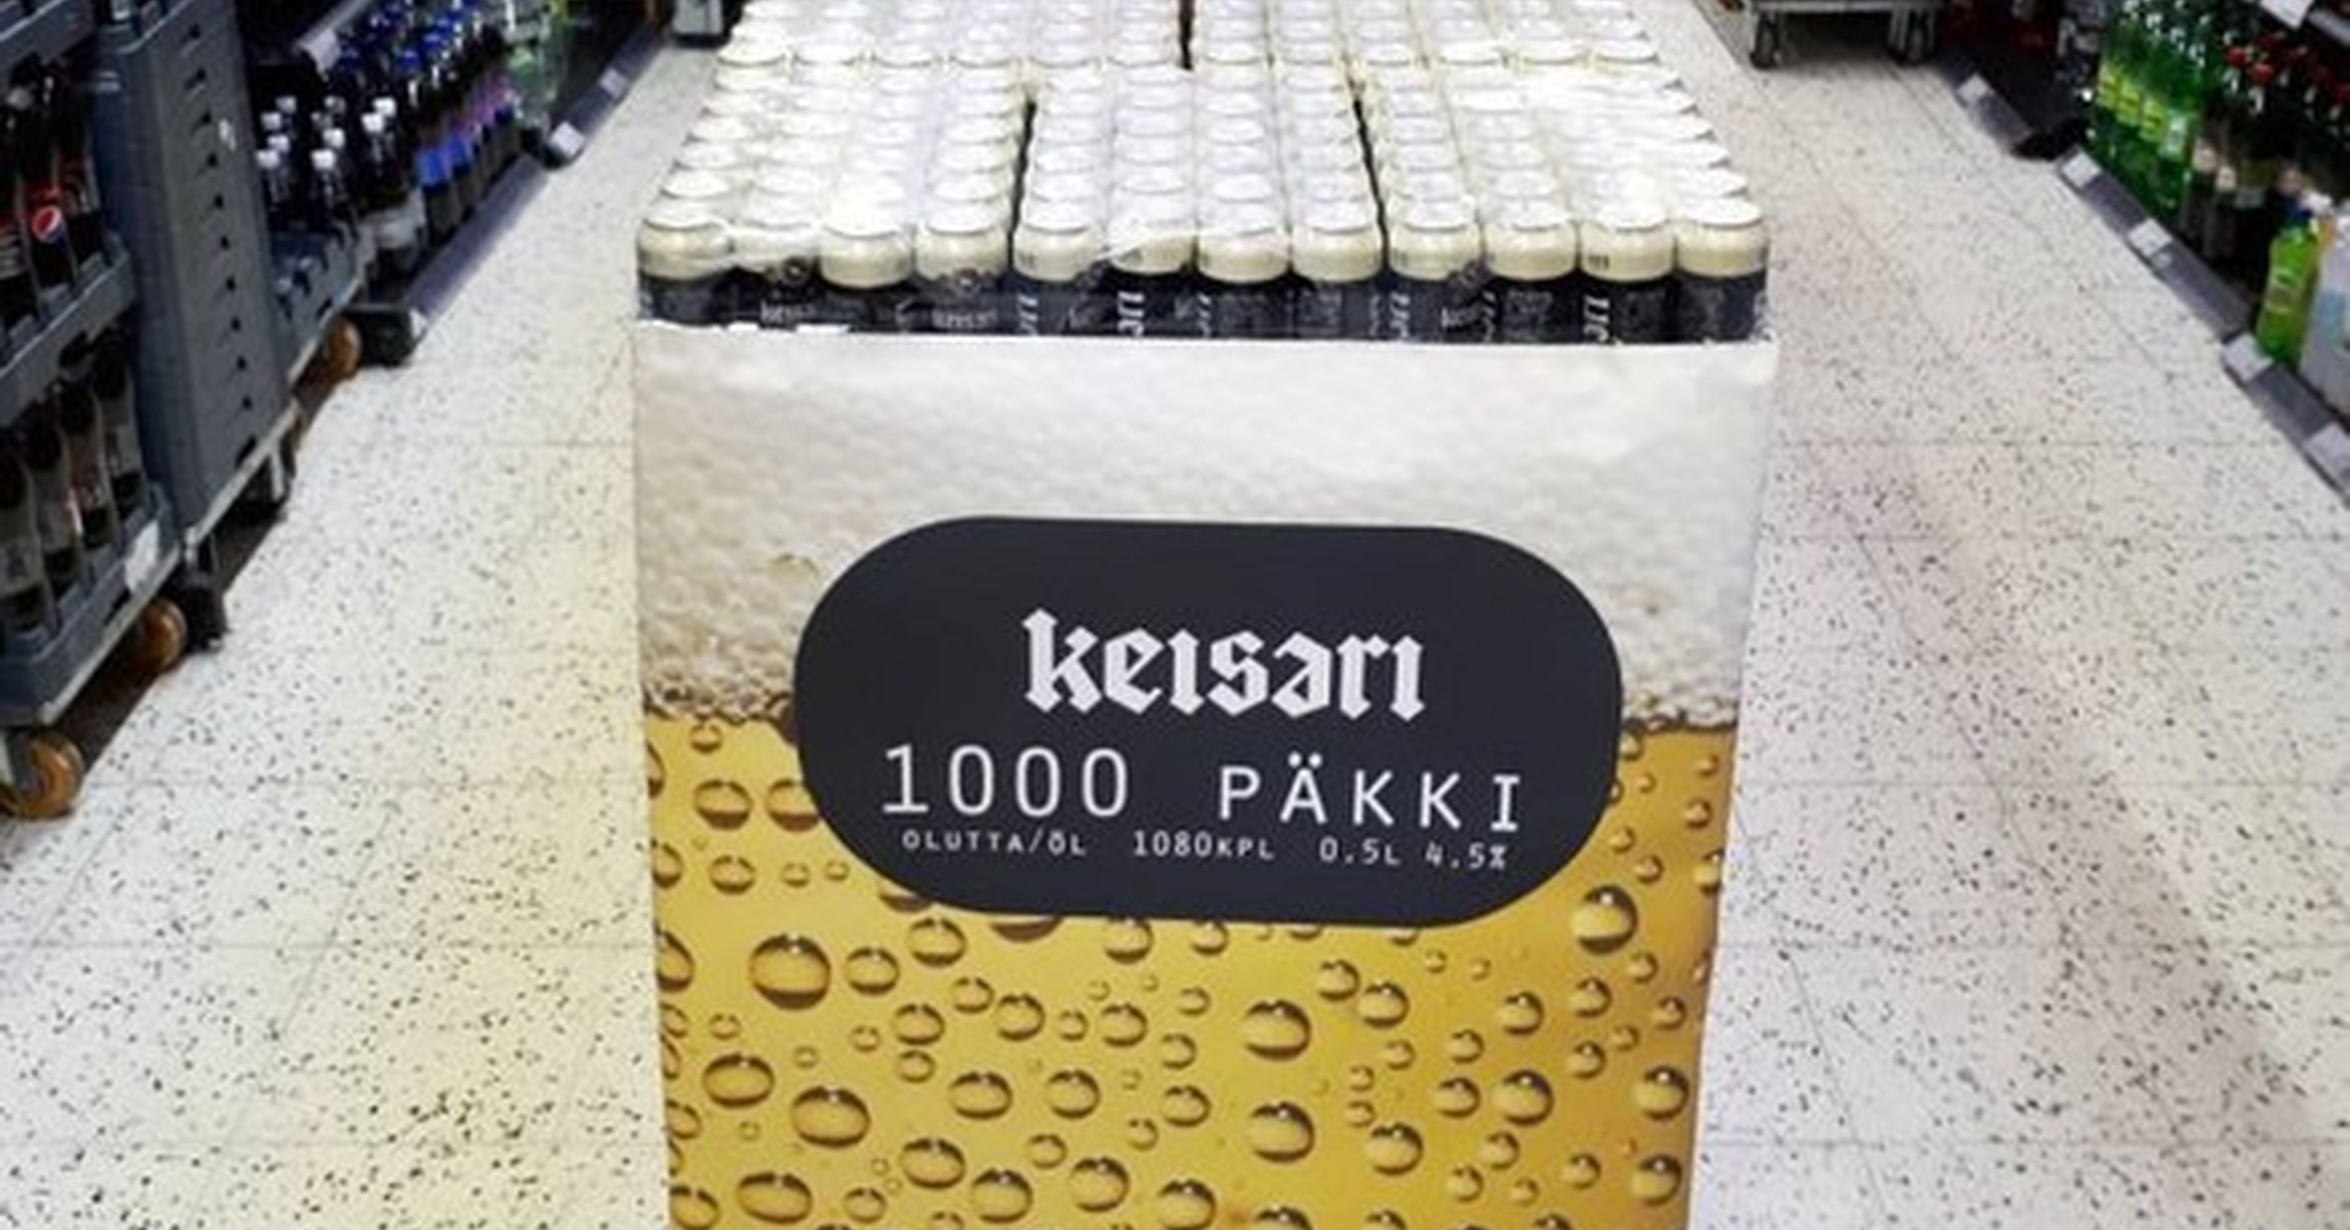 keisari
1000 PÄKKI
OLUTTA/ÖL 1080KPL 0.5L 4.5%